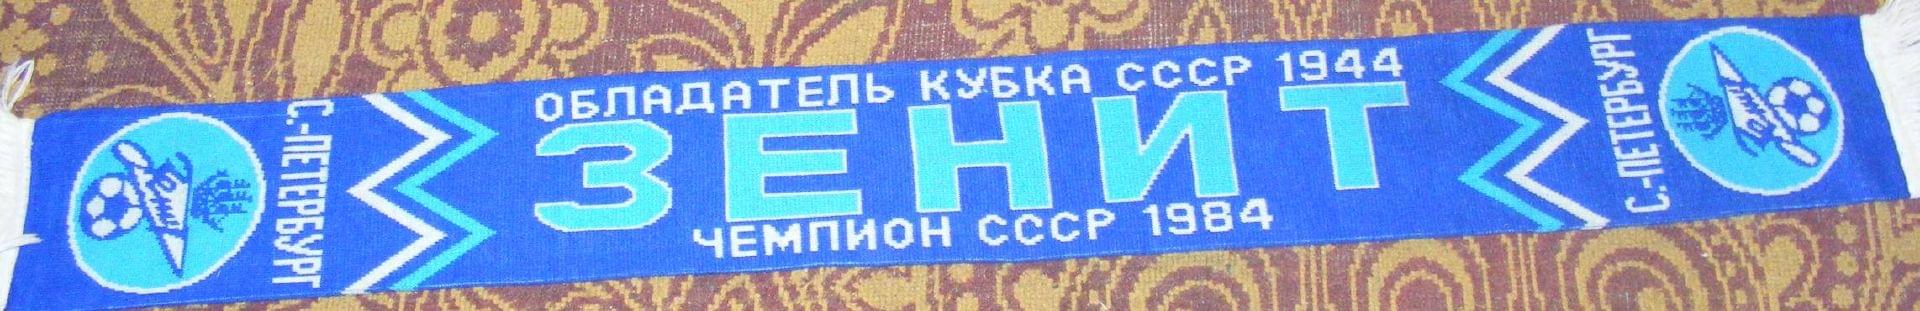 С.-ПЕТЕРБУРГ
ОБЛАДАТЕЛЬ КУБКА СССР 1944
ЗЕНИТ
ЧЕМПИОН СССР 1984
С.-ПЕТЕРБУРГ